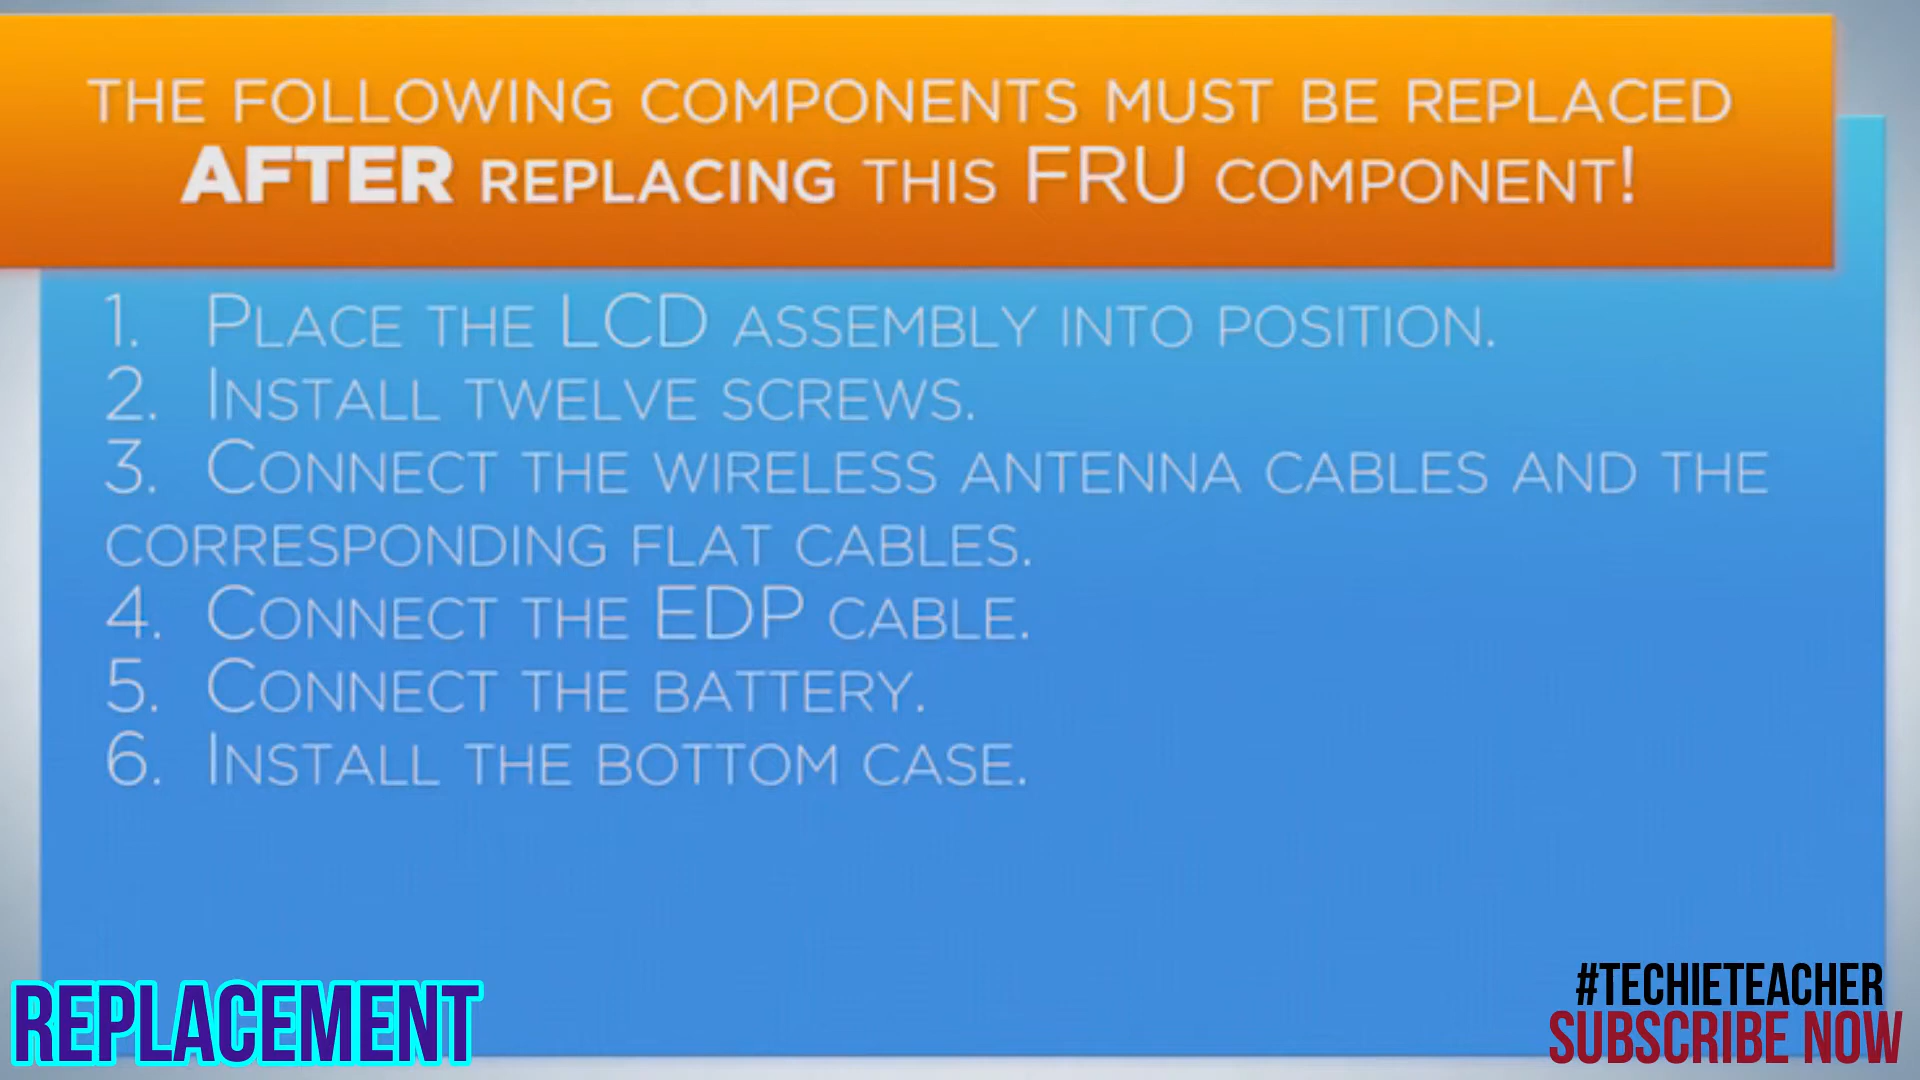 THE FOLLOWING COMPONENTS MUST BE REPLACED
AFTER REPLACING THIS FRU COMPONENT!
1. PLACE THE LCD ASSEMBLY INTO POSITION.
2. INSTALL TWELVE SCREWS.
3. CONNECT THE WIRELESS ANTENNA CABLES AND THE
CORRESPONDING FLAT CABLES.
4. CONNECT THE EDP CABLE.
5. CONNECT THE BATTERY.
6. INSTALL THE BOTTOM CASE.
REPLACEMENT
#TECHIETEACHER
SUBSCRIBE NOW